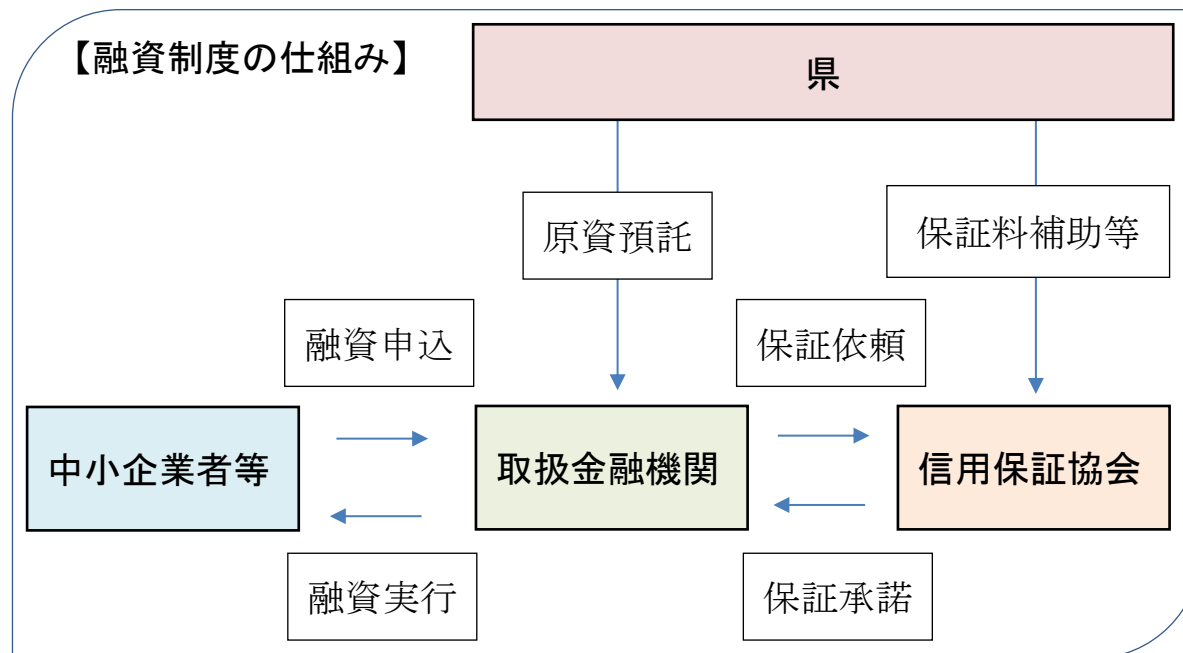 【融資制度の仕組み】
県
原資預託
保証料補助等
融資申込
保証依頼
中小企業者等
取扱金融機関
信用保証協会
融資実行
保証承諾